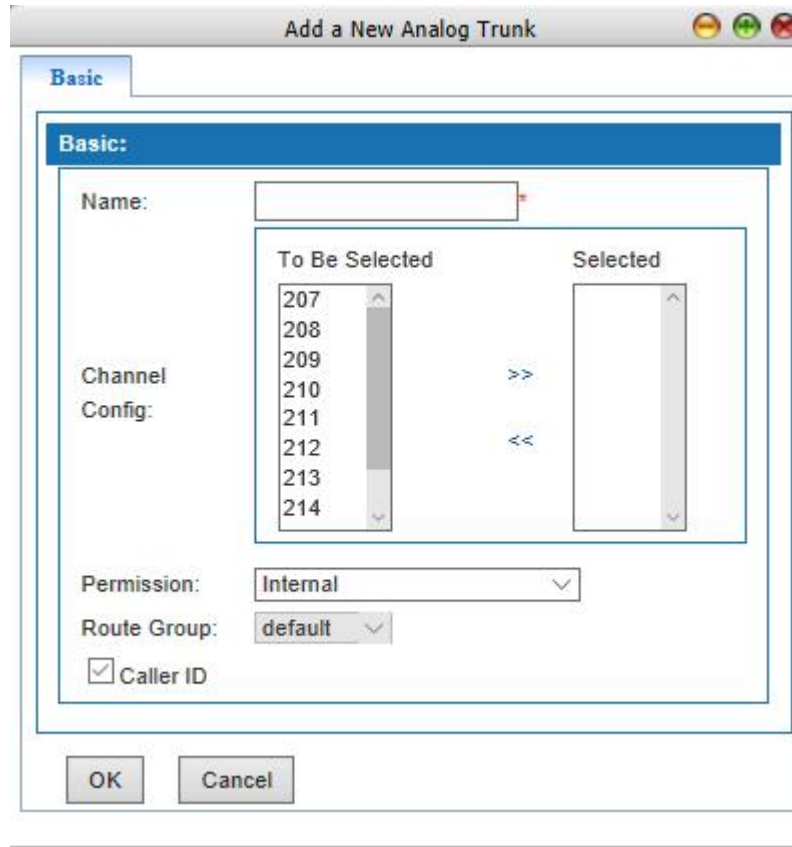 Add a New Analog Trunk
Basic
Basic:
Name: *
To Be Selected Selected
207
208
209
210
211
212
213
214
Channel
Config:
>>
<<
Permission: Internal
Route Group: default
Caller ID
OK Cancel